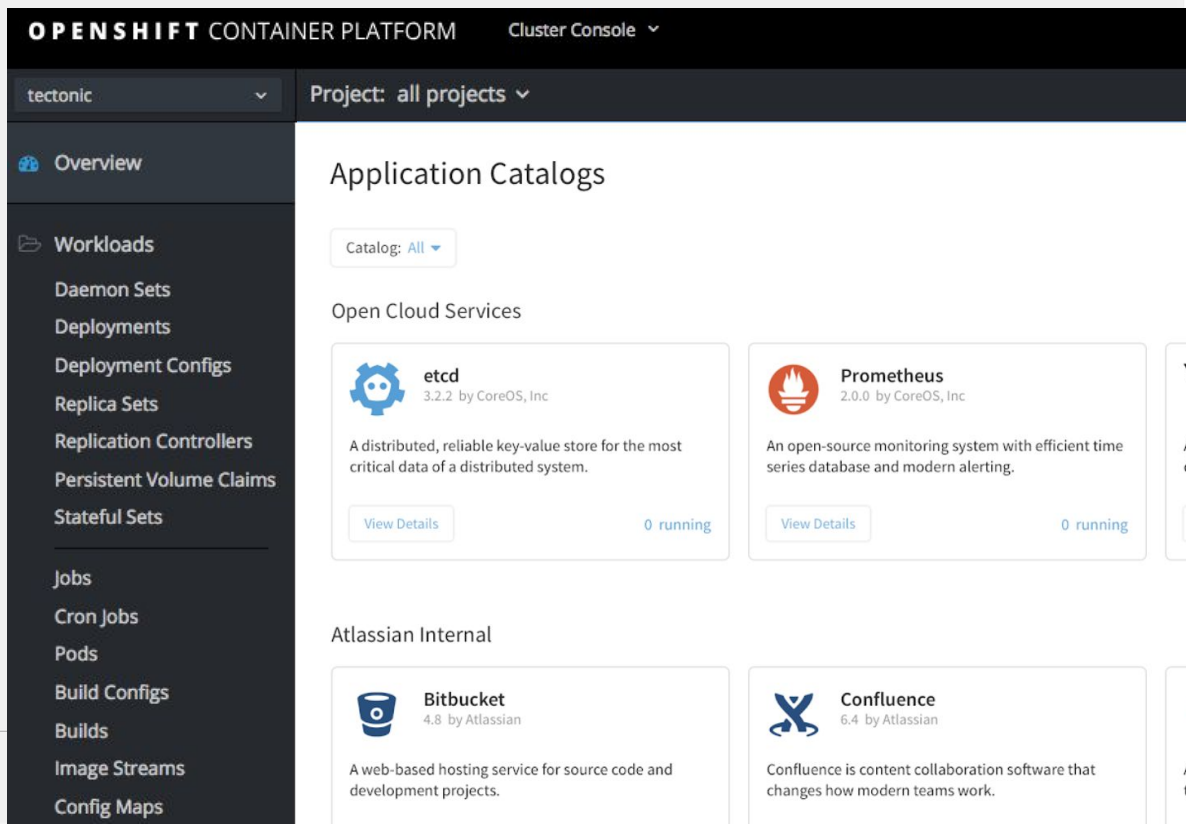 OPENSHIFT CONTAINER PLATFORM Cluster Console
tectonic
Project: all projects
Overview
Workloads
Daemon Sets
Deployments
Deployment Configs
Replica Sets
Replication Controllers
Persistent Volume Claims
Stateful Sets
Jobs
Cron Jobs
Pods
Build Configs
Builds
Image Streams
Config Maps
Application Catalogs
Catalog: All
Open Cloud Services
etcd
3.2.2 by CoreOS, Inc
A distributed, reliable key-value store for the most
critical data of a distributed system.
View Details 0 running
Prometheus
2.0.0 by CoreOS, Inc
An open-source monitoring system with efficient time
series database and modern alerting.
View Details 0 running
Atlassian Internal
Bitbucket
4.8 by Atlassian
A web-based hosting service for source code and
development projects.
Confluence
6.4 by Atlassian
Confluence is content collaboration software that
changes how modern teams work.